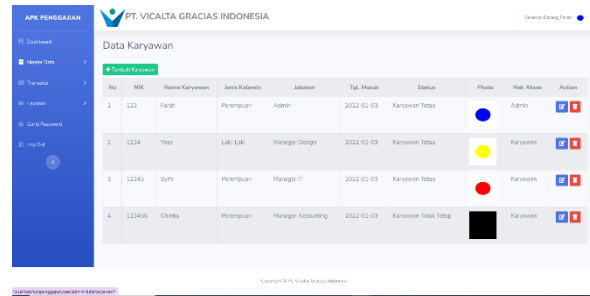 APK PENGGAJIAN
PT. VICALTA GRACIAS INDONESIA
Selamat Datang Farah
Dashboard
Master Data
Transaksi
Laporan
Ganti Password
Log Out
Data Karyawan
+ Tambah Karyawan
No NIK Nama Karyawan Jenis Kelamin Jabatan Tgl. Masuk Status Photo Hak Akses Action
1 123 Farah Perempuan Admin 2022-01-03 Karyawan Tetap Admin
2 1234 Laki-Laki Manager Design 2022-01-03 Karyawan Tetap Karyawan
3 12345 Syifa Perempuan Manager IT 2022-01-03 Karyawan Tetap Karyawan
4 123456 Chintia Perempuan Manager Accounting 2022-01-03 Karyawan Tidak Tetap Karyawan
Copyright © PT. Vicalta Gracias Indonesia